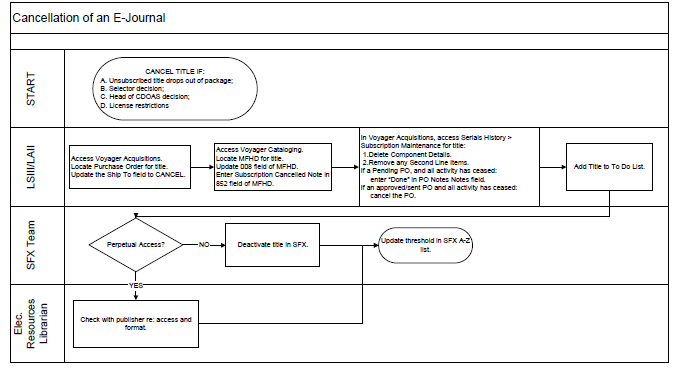 Cancellation of an E-Journal
START
CANCEL TITLE IF:
A. Unsubscribed title drops out of package;
B. Selector decision;
C. Head of CDOAS decision;
D. License restrictions
LSIII/LAII
Access Voyager Acquisitions.
Locate Purchase Order for title.
Update the Ship To field to CANCEL.
Access Voyager Cataloging.
Locate MFHD for title.
Update 008 field of MFHD.
Enter Subscription Cancelled Note in
852 field of MFHD.
In Voyager Acquisitions, access Serials History >
Subscription Maintenance for title:
1.Delete Component Details.
2.Remove any Second Line Items.
If a Pending PO, and all activity has ceased:
enter "Done" in PO Notes Notes field.
If an approved/sent PO and all activity has ceased:
cancel the PO.
Add Title to To Do List.
SFX Team
Perpetual Access?
NO
Deactivate title in SFX.
Update threshold in SFX A-Z
list.
YES
Elec.
Resources
Librarian
Check with publisher re: access and
format.